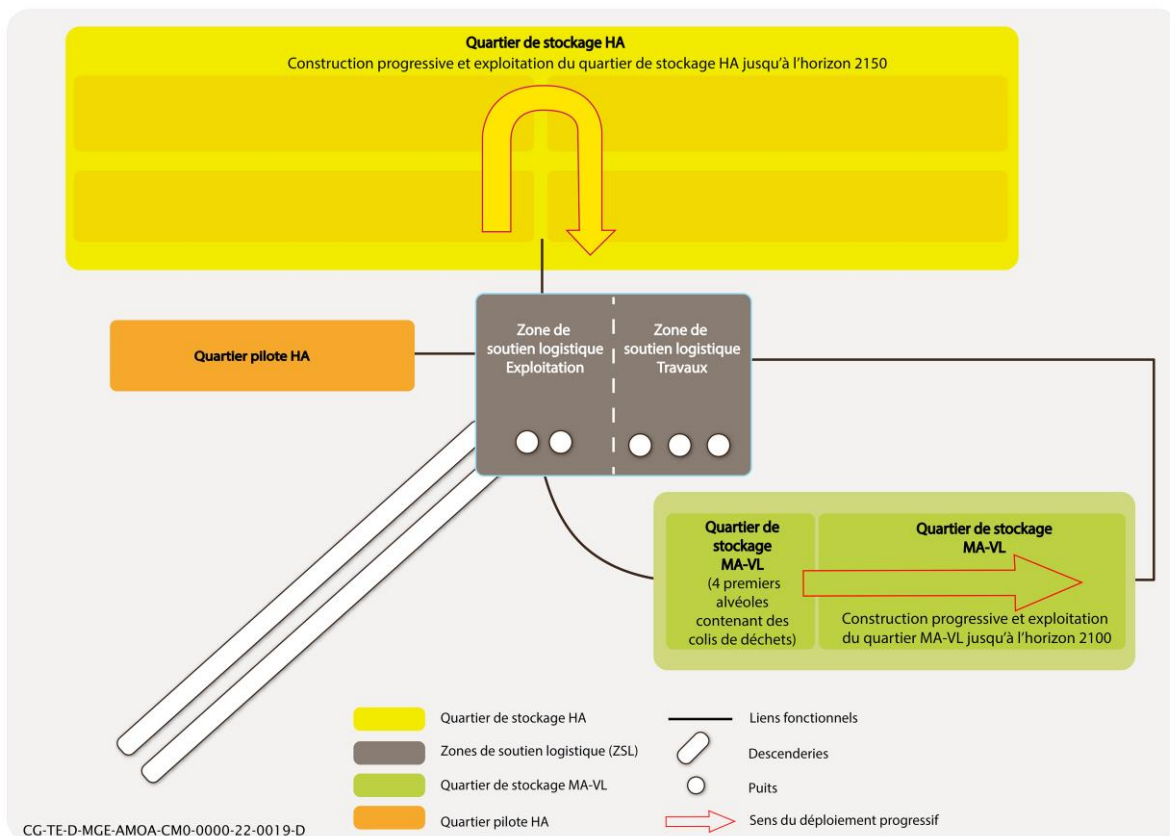 Quartier de stockage HA
Construction progressive et exploitation du quartier de stockage HA jusqu'à l'horizon 2150
Quartier pilote HA
Zone de
soutien logistique
Exploitation
Zone de
soutien logistique
Travaux
Quartier de
stockage
MA-VL
(4 premiers
alvéoles
contenant des
colis de déchets)
Quartier de stockage
MA-VL
Construction progressive et exploitation
du quartier MA-VL jusqu'à l'horizon 2100
Quartier de stockage HA
Zones de soutien logistique (ZSL)
Quartier de stockage MA-VL
Quartier pilote HA
Liens fonctionnels
Descenderies
Puits
Sens du déploiement progressif
CG-TE-D-MGE-AMOA-CM0-0000-22-0019-D